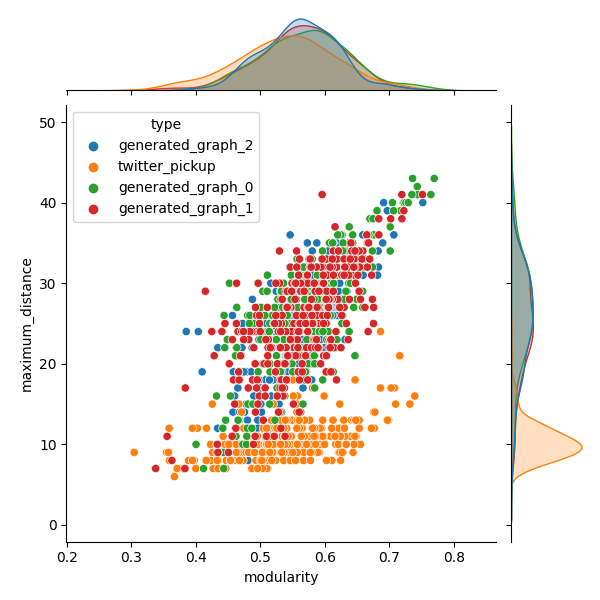 type
generated_graph_2
twitter_pickup
generated_graph_0
generated_graph_1
50
40
30
20
10
0
maximum_distance
0.2 0.3 0.4 0.5 0.6 0.7 0.8
modularity